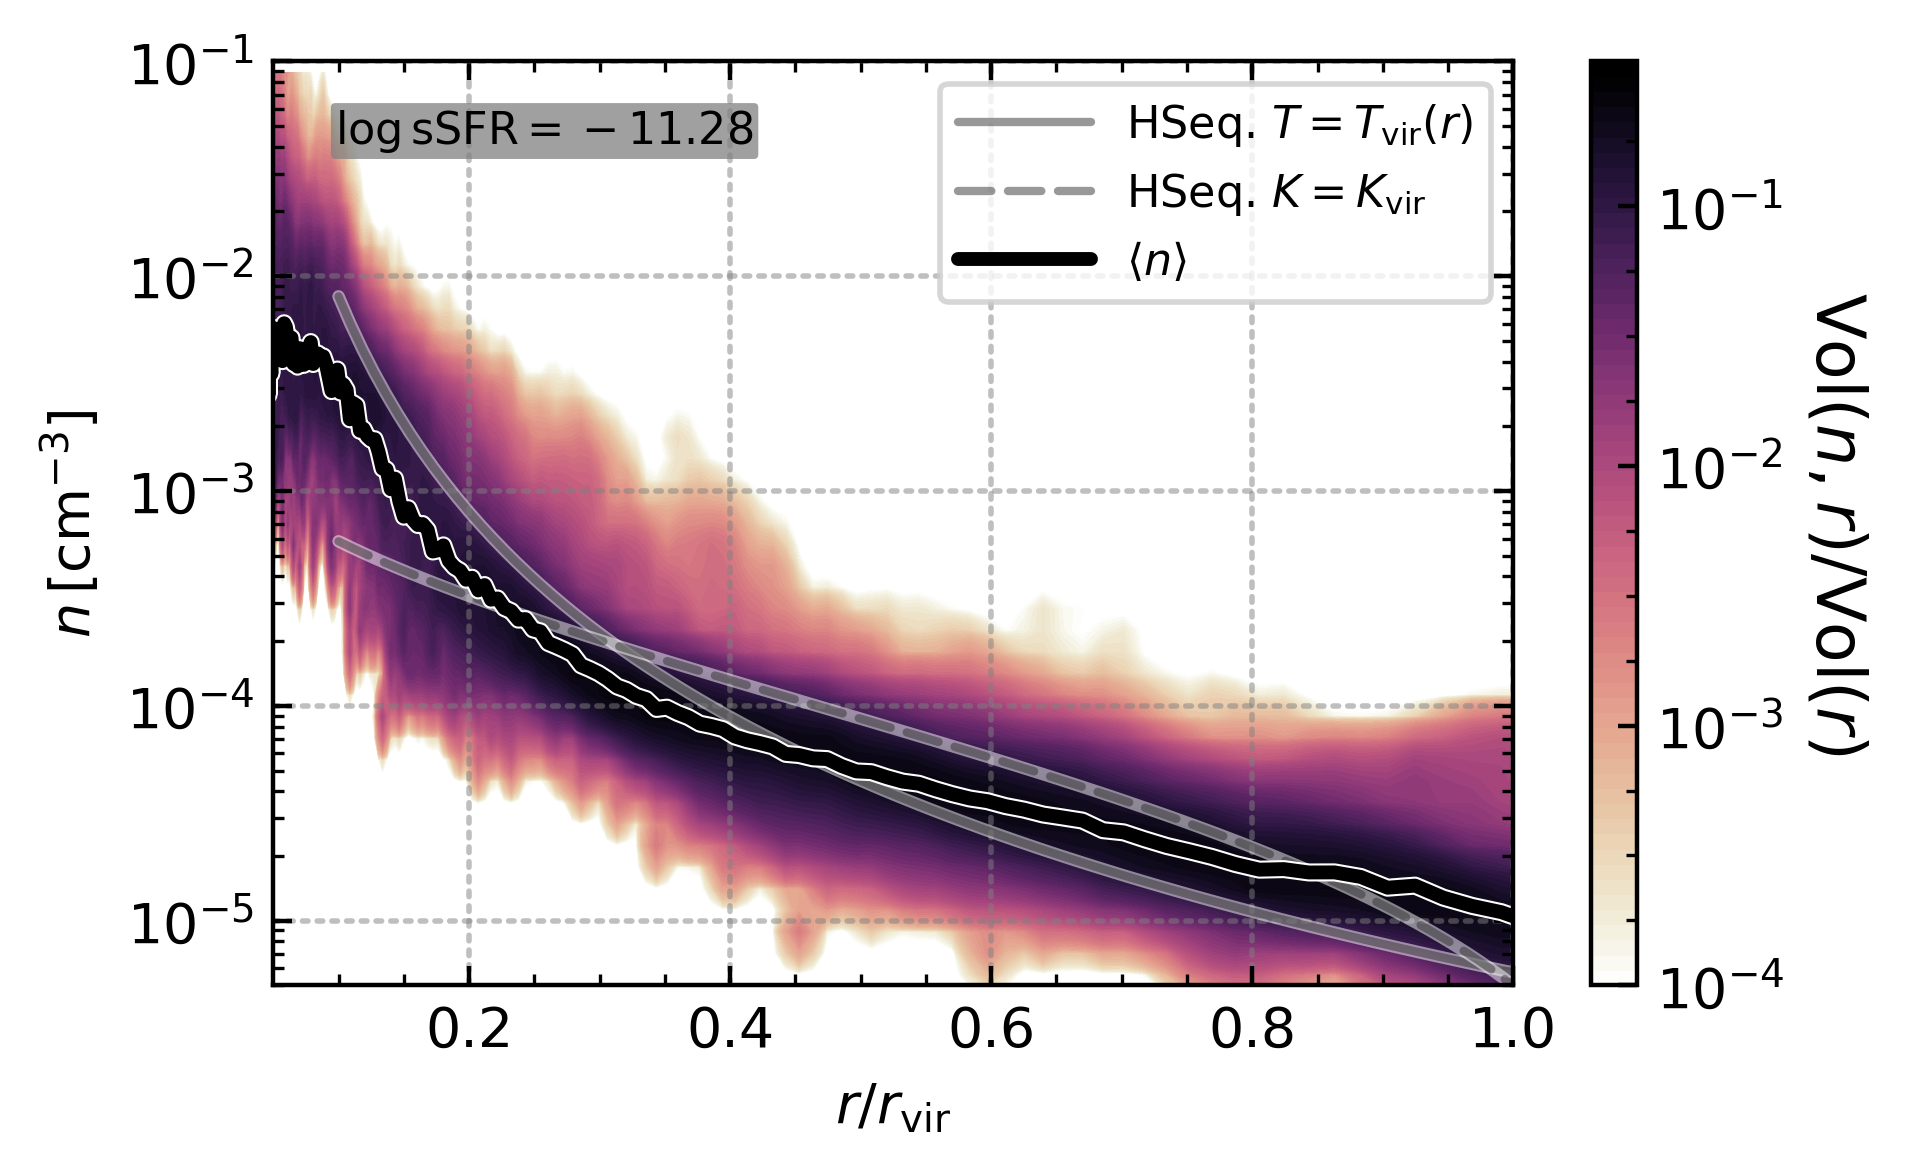 10⁻¹
10⁻²
10⁻³
10⁻⁴
10⁻⁵
n [cm⁻³]
log sSFR = −11.28
HSeq. T = T_vir(r)
HSeq. K = K_vir
⟨n⟩
0.2 0.4 0.6 0.8 1.0
r/r_vir
10⁻¹
10⁻²
10⁻³
10⁻⁴
Vol(n, r)/Vol(r)